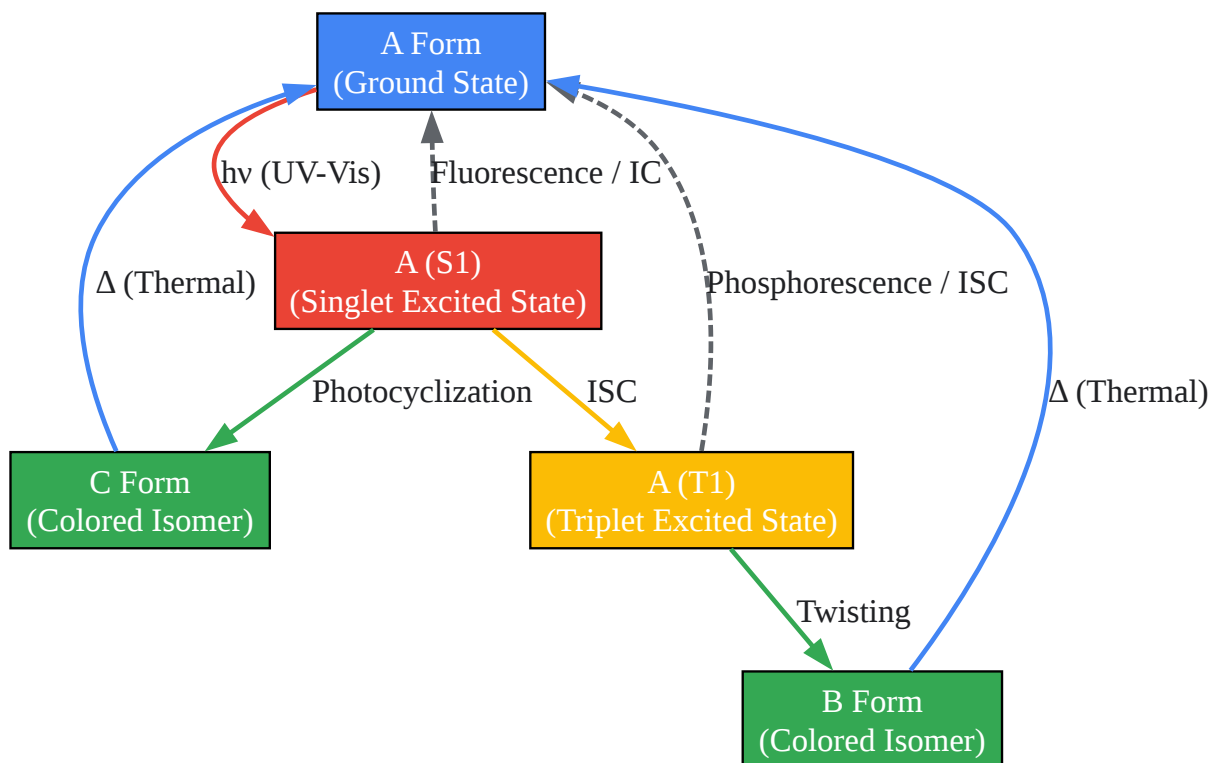 A Form
(Ground State)
hν (UV-Vis)
Fluorescence / IC
A (S1)
(Singlet Excited State)
Δ (Thermal)
Phosphorescence / ISC
Photocyclization
ISC
Δ (Thermal)
C Form
(Colored Isomer)
A (T1)
(Triplet Excited State)
Twisting
B Form
(Colored Isomer)